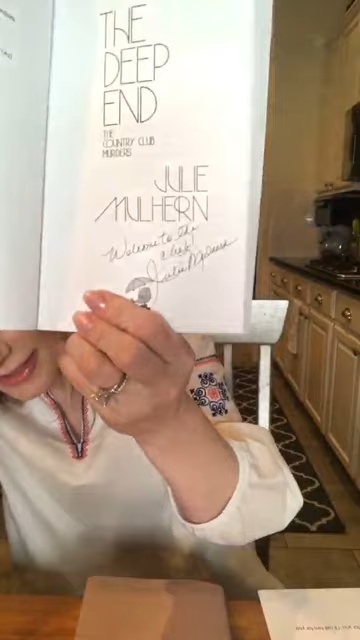 THE
DEEP
END
THE
COUNTRY CLUB
MURDERS
JULIE
MULHERN
Welcome to the
club!
Julie Mulhern